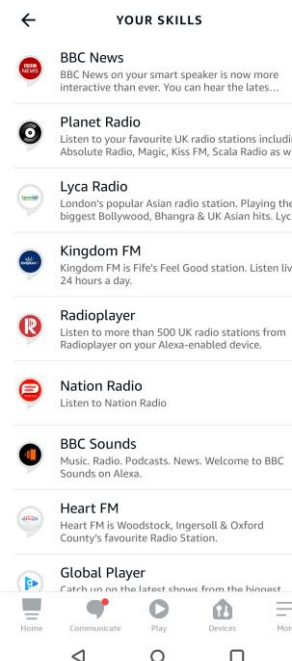 YOUR SKILLS
BBC News
BBC
NEWS
BBC News on your smart speaker is now more
interactive than ever. You can hear the lates...
Planet Radio
Listen to your favourite UK radio stations includi
Absolute Radio, Magic, Kiss FM, Scala Radio as w
Lyca Radio
London's popular Asian radio station. Playing the
biggest Bollywood, Bhangra & UK Asian hits. Lyc
Kingdom FM
Kingdom FM is Fife's Feel Good station. Listen liv
24 hours a day.
Radioplayer
Listen to more than 500 UK radio stations from
Radioplayer on your Alexa-enabled device.
Nation Radio
Listen to Nation Radio
BBC Sounds
Music. Radio. Podcasts. News. Welcome to BBC
Sounds on Alexa.
Heart FM
Heart FM is Woodstock, Ingersoll & Oxford
County's favourite Radio Station.
Global Player
Catch up on the latest shows from the biggest
Home
Communicate
Play
Devices
More